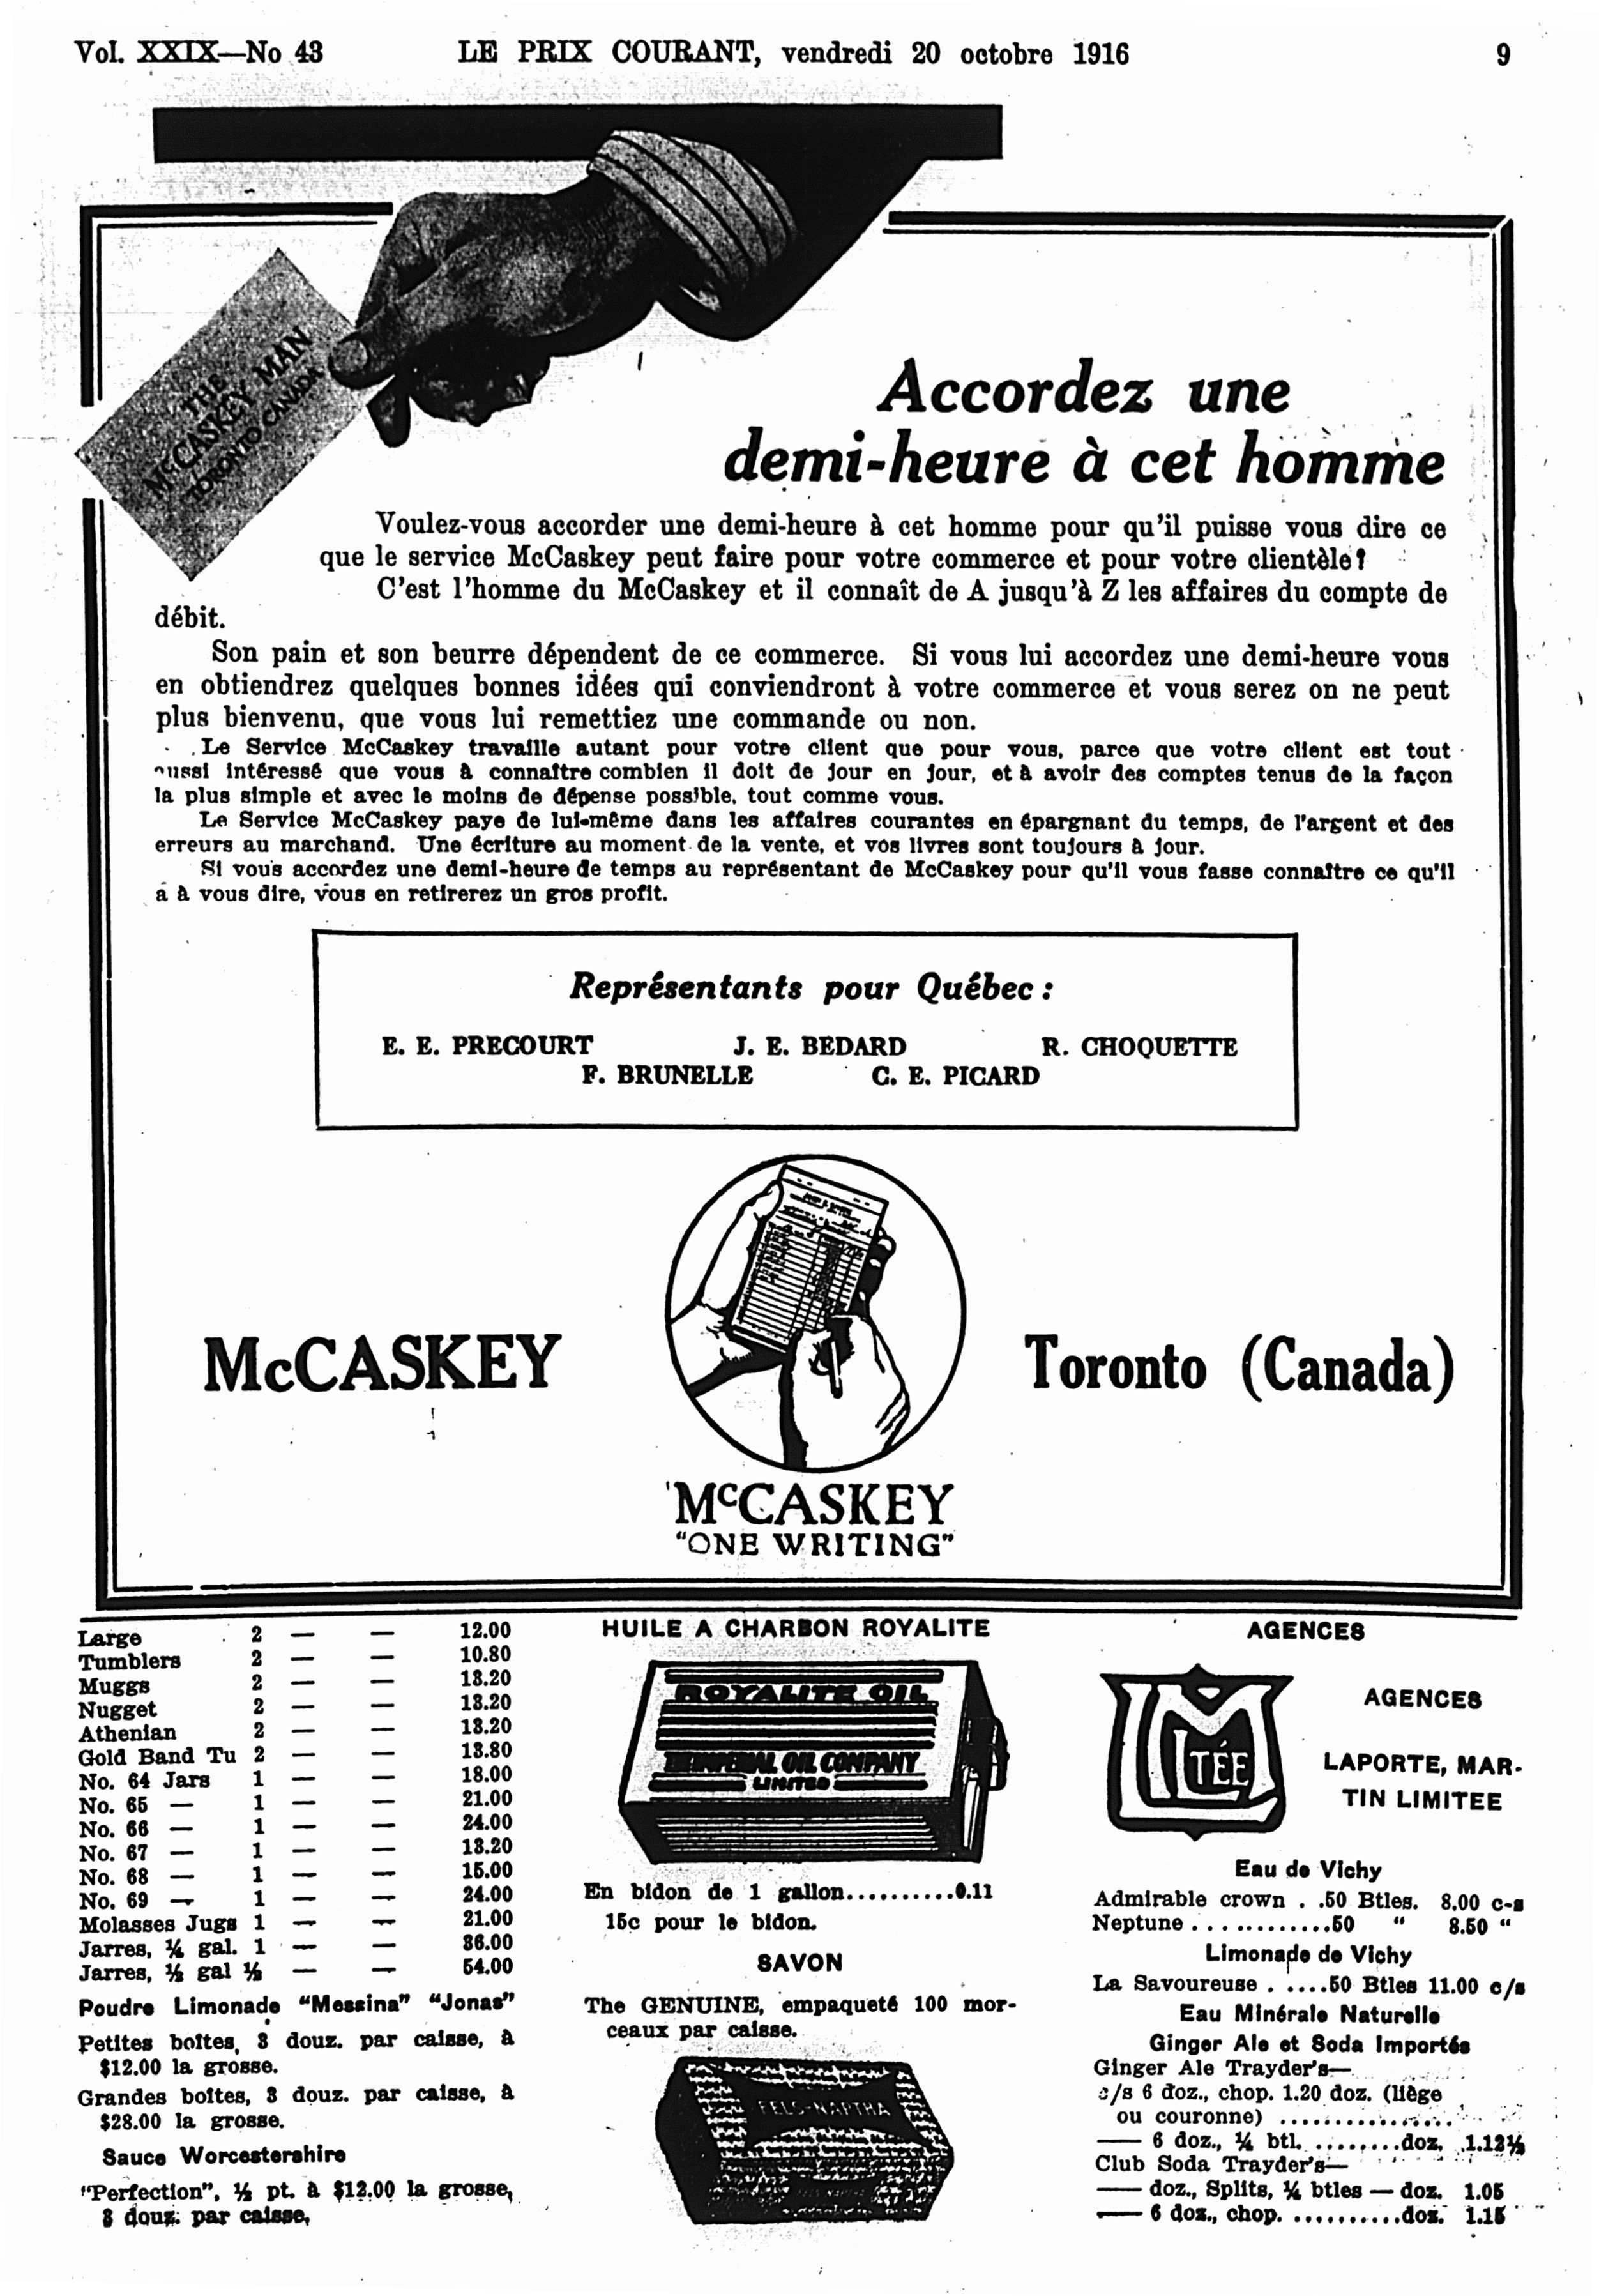 Vol. XXIX—No 43 LE PRIX COURANT, vendredi 20 octobre 1916 9
THE
McCASKEY MAN
TORONTO CANADA
Accordez une
demi-heure à cet homme
Voulez-vous accorder une demi-heure à cet homme pour qu'il puisse vous dire ce
que le service McCaskey peut faire pour votre commerce et pour votre clientèle?
C'est l'homme du McCaskey et il connaît de A jusqu'à Z les affaires du compte de
débit.
Son pain et son beurre dépendent de ce commerce. Si vous lui accordez une demi-heure vous
en obtiendrez quelques bonnes idées qui conviendront à votre commerce et vous serez on ne peut
plus bienvenu, que vous lui remettiez une commande ou non.
Le Service McCaskey travaille autant pour votre client que pour vous, parce que votre client est tout
aussi intéressé que vous à connaître combien il doit de jour en jour, et à avoir des comptes tenus de la façon
la plus simple et avec le moins de dépense possible, tout comme vous.
Le Service McCaskey paye de lui-même dans les affaires courantes en épargnant du temps, de l'argent et des
erreurs au marchand. Une écriture au moment de la vente, et vos livres sont toujours à jour.
Si vous accordez une demi-heure de temps au représentant de McCaskey pour qu'il vous fasse connaître ce qu'il
a à vous dire, vous en retirerez un gros profit.
Représentants pour Québec :
E. E. PRECOURT J. E. BEDARD R. CHOQUETTE
F. BRUNELLE C. E. PICARD
McCASKEY
Toronto (Canada)
McCASKEY
"ONE WRITING"
Large 2 — — 12.00
Tumblers 2 — — 10.80
Muggs 2 — — 13.20
Nugget 2 — — 13.20
Athenian 2 — — 13.20
Gold Band Tu 2 — — 13.80
No. 64 Jars 1 — — 18.00
No. 65 — 1 — — 21.00
No. 66 — 1 — — 24.00
No. 67 — 1 — — 13.20
No. 68 — 1 — — 15.00
No. 69 — 1 — — 24.00
Molasses Jugs 1 — — 21.00
Jarres, ¼ gal. 1 — — 36.00
Jarres, ½ gal ½ — — 54.00
Poudre Limonade "Messina" "Jonas"
Petites boîtes, 3 douz. par caisse, à
$12.00 la grosse.
Grandes boîtes, 3 douz. par caisse, à
$28.00 la grosse.
Sauce Worcestershire
"Perfection", ½ pt. à $12.00 la grosse,
3 douz. par caisse,
HUILE A CHARBON ROYALITE
ROYALITE OIL
THE IMPERIAL OIL COMPANY
LIMITED
En bidon de 1 gallon..........0.11
15c pour le bidon.
SAVON
The GENUINE, empaqueté 100 mor-
ceaux par caisse.
FELS-NAPTHA
AGENCES
LM
LTÉE
AGENCES
LAPORTE, MAR-
TIN LIMITEE
Eau de Vichy
Admirable crown . .50 Btles. 8.00 c-s
Neptune . . . . . . . . . . . .50 " 8.50 "
Limonade de Vichy
La Savoureuse . ....50 Btles 11.00 c/s
Eau Minérale Naturelle
Ginger Ale et Soda Importés
Ginger Ale Trayder's—
c/s 6 doz., chop. 1.20 doz. (liège
ou couronne) ................
— 6 doz., ¼ btl. ........doz. 1.12½
Club Soda Trayder's—
— doz., Splits, ¼ btles — doz. 1.05
— 6 doz., chop. ..........doz. 1.15